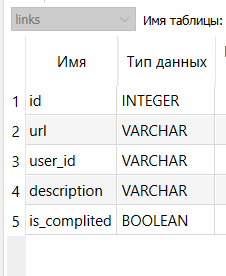 links Имя таблицы:
Имя Тип данных
1 id INTEGER
2 url VARCHAR
3 user_id VARCHAR
4 description VARCHAR
5 is_complited BOOLEAN